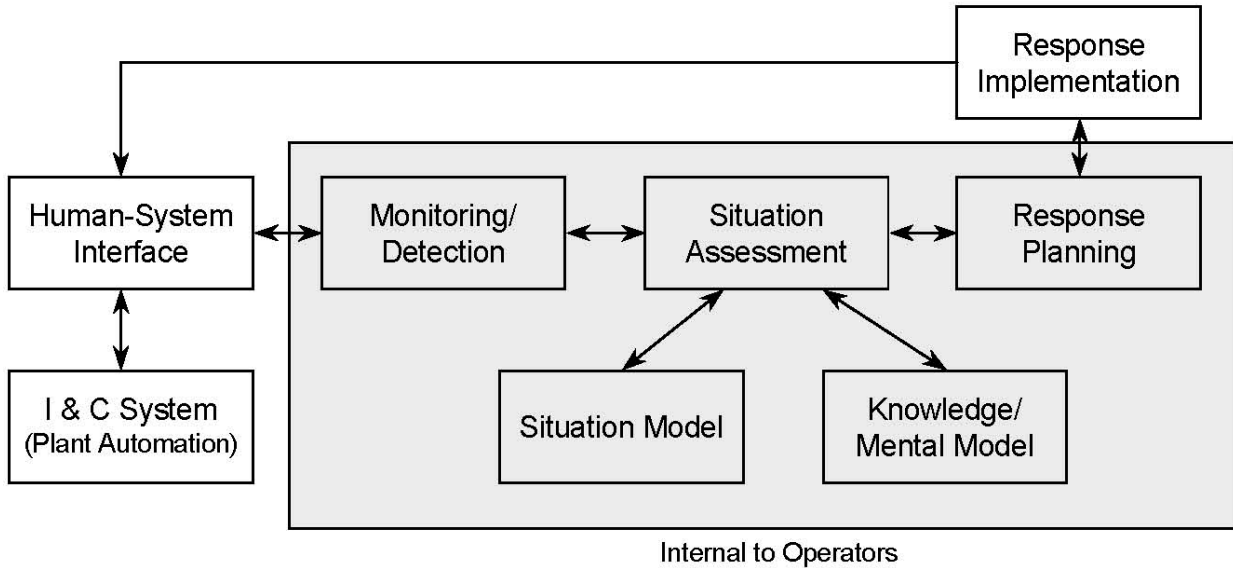 Response
Implementation
Human-System
Interface
Monitoring/
Detection
Situation
Assessment
Response
Planning
I & C System
(Plant Automation)
Situation Model
Knowledge/
Mental Model
Internal to Operators